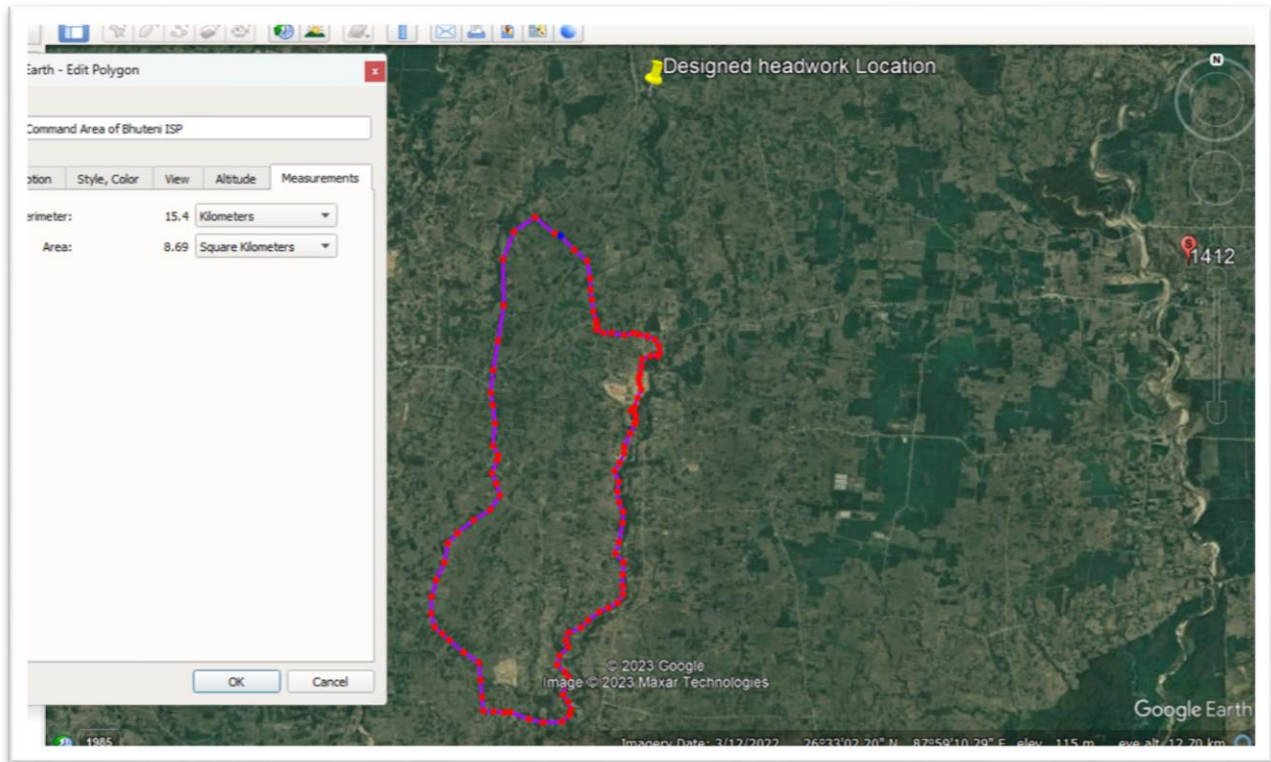 Earth - Edit Polygon
x
Command Area of Bhuteni ISP
ption Style, Color View Altitude Measurements
erimeter: 15.4 Kilometers
Area: 8.69 Square Kilometers
OK Cancel
Designed headwork Location
N
S
1412
© 2023 Google
Image © 2023 Maxar Technologies
Google Earth
1985
Imagery Date: 3/12/2022 26°33'02.20" N 87°59'10.29" E elev 115 m eye alt 12.70 km